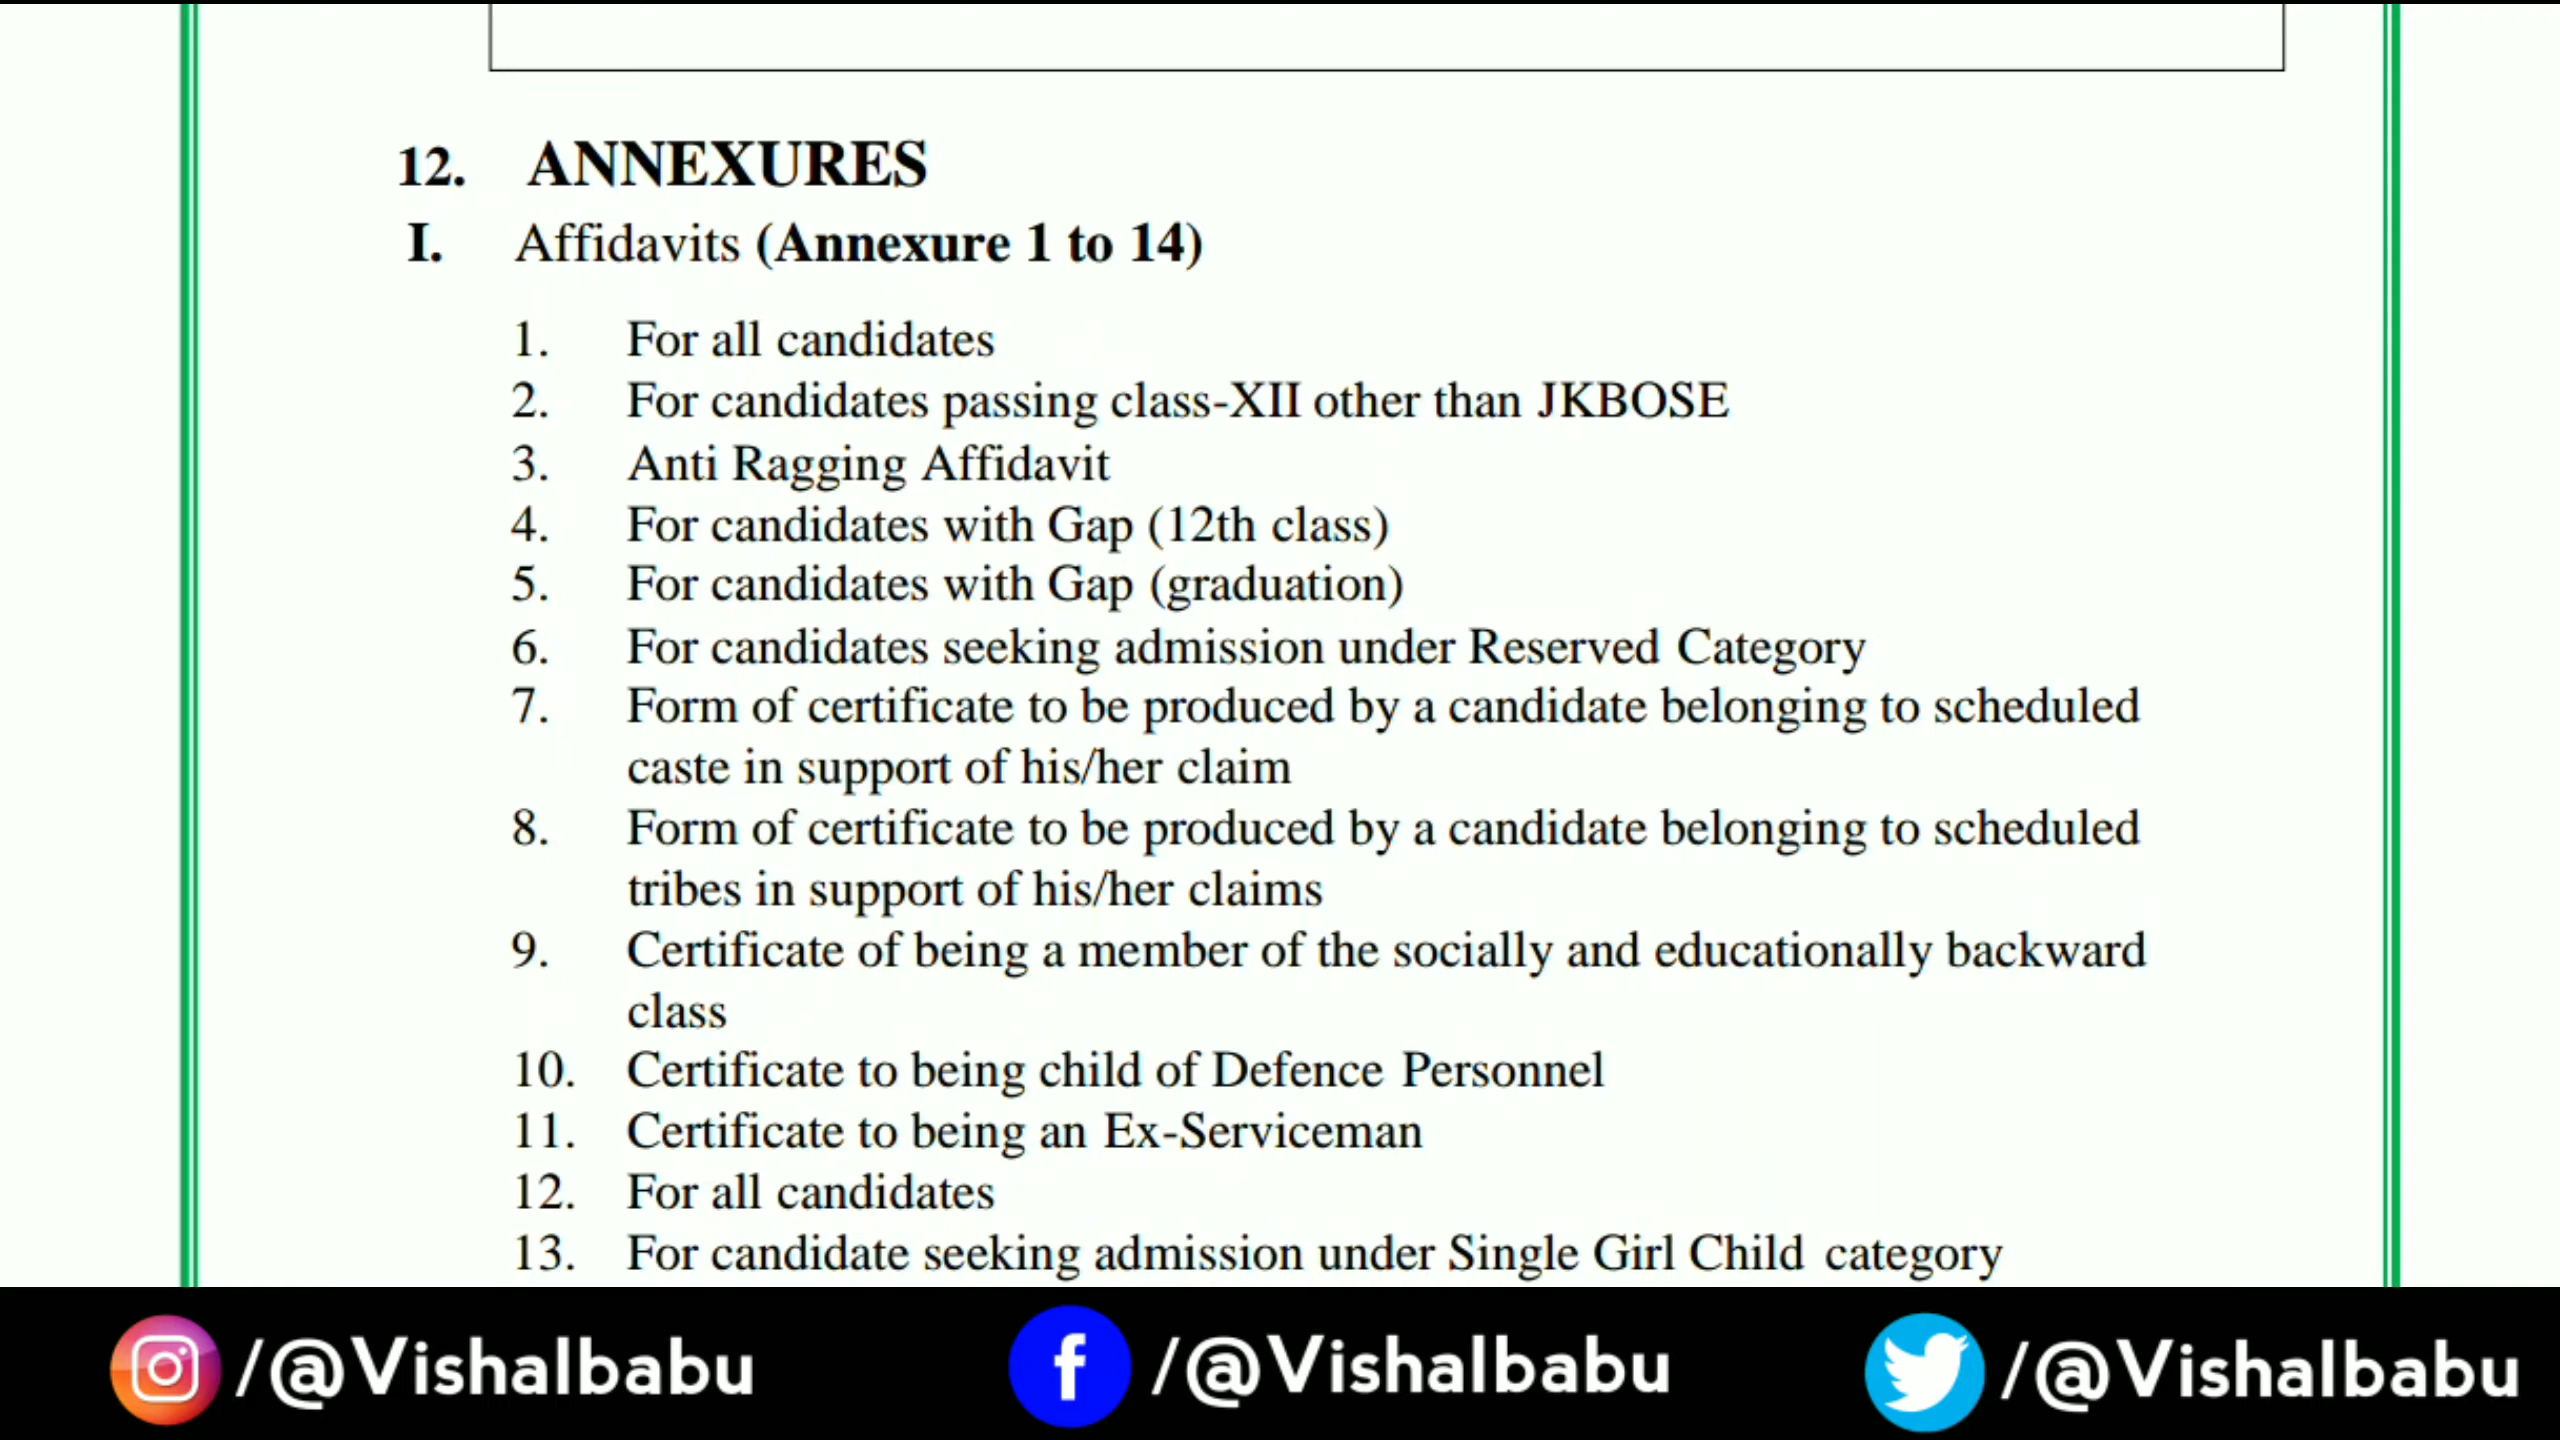 12. ANNEXURES
I. Affidavits (Annexure 1 to 14)
1. For all candidates
2. For candidates passing class-XII other than JKBOSE
3. Anti Ragging Affidavit
4. For candidates with Gap (12th class)
5. For candidates with Gap (graduation)
6. For candidates seeking admission under Reserved Category
7. Form of certificate to be produced by a candidate belonging to scheduled
caste in support of his/her claim
8. Form of certificate to be produced by a candidate belonging to scheduled
tribes in support of his/her claims
9. Certificate of being a member of the socially and educationally backward
class
10. Certificate to being child of Defence Personnel
11. Certificate to being an Ex-Serviceman
12. For all candidates
13. For candidate seeking admission under Single Girl Child category
/@Vishalbabu /@Vishalbabu /@Vishalbabu